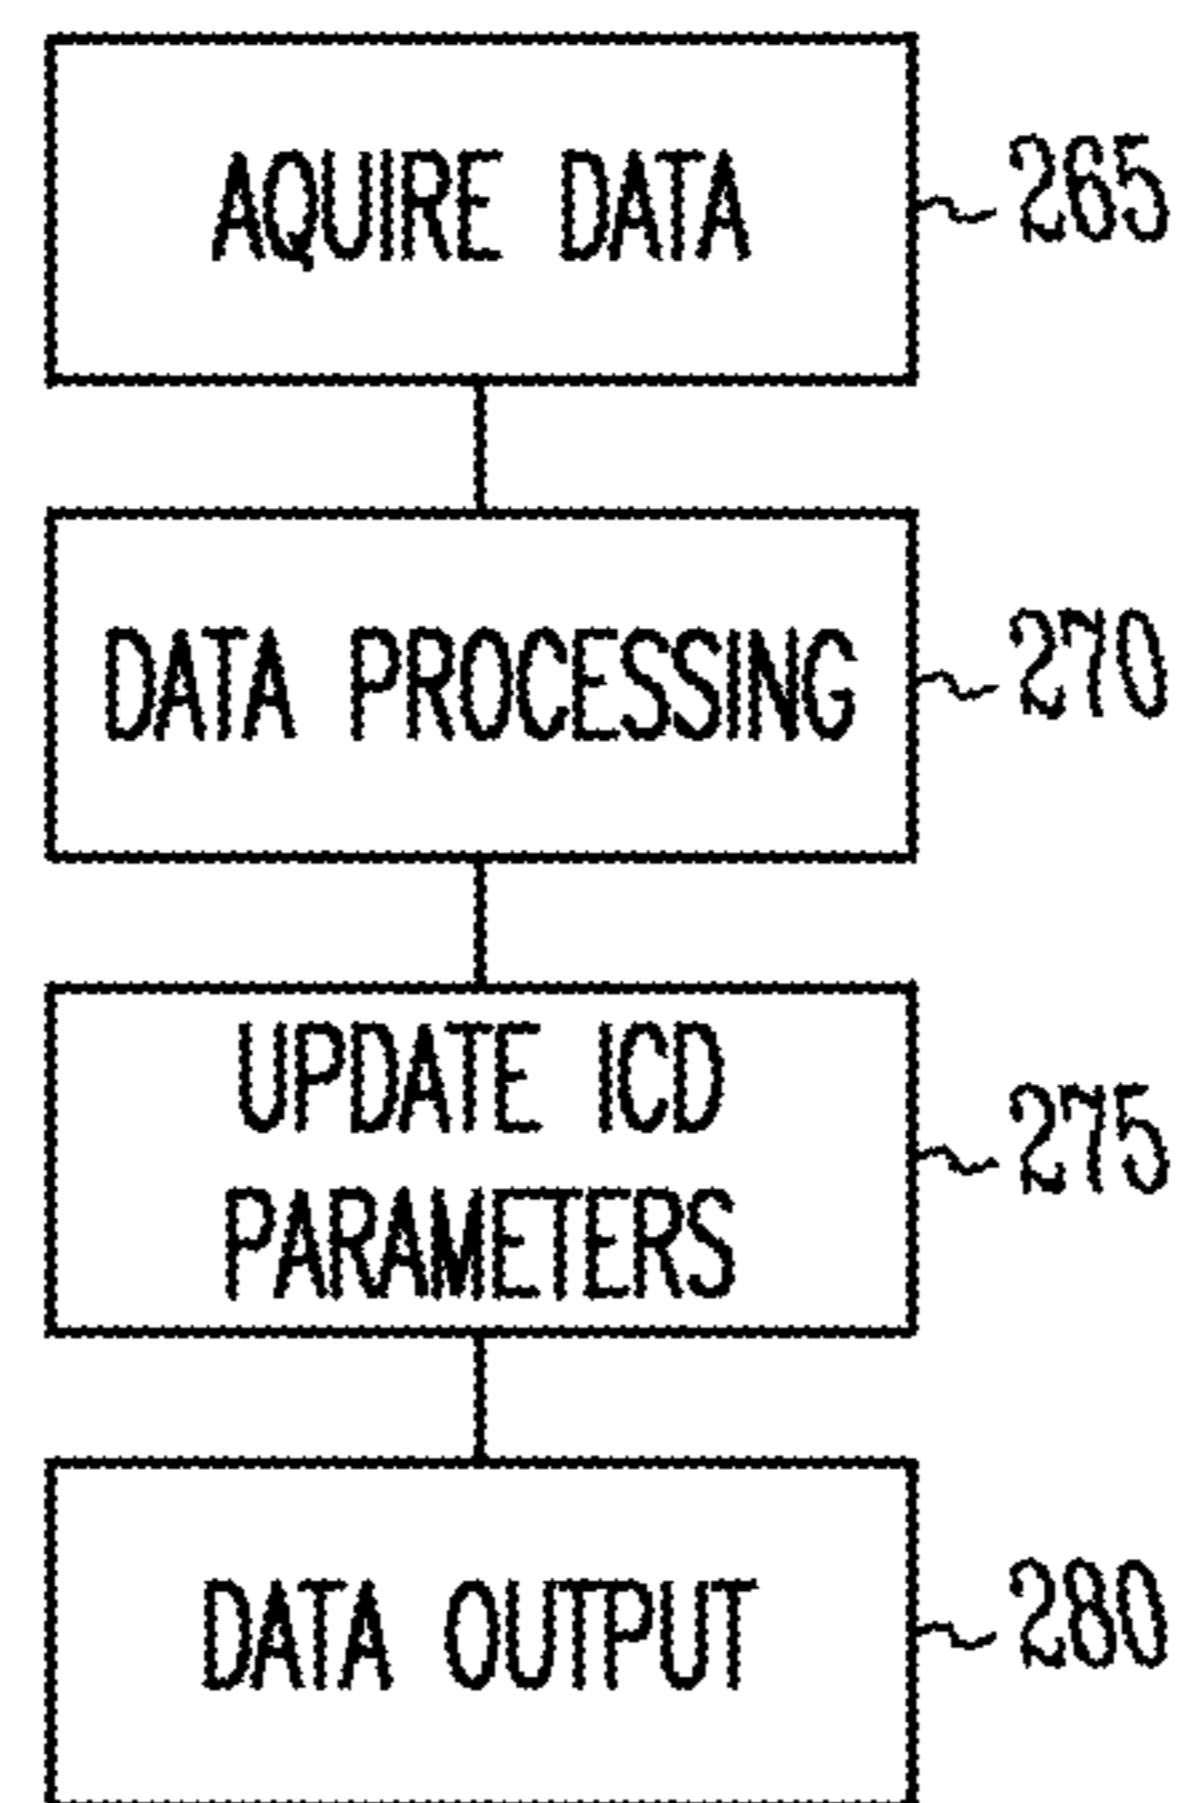 AQUIRE DATA
265
DATA PROCESSING
270
UPDATE ICD
PARAMETERS
275
DATA OUTPUT
280